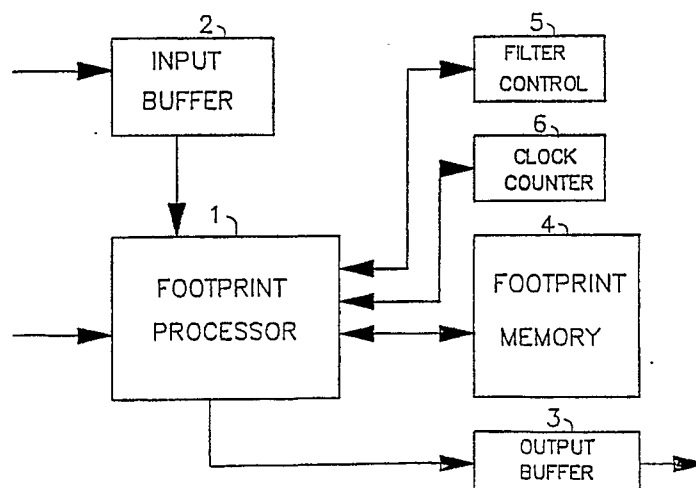 2
INPUT
BUFFER
5
FILTER
CONTROL
6
CLOCK
COUNTER
1
FOOTPRINT
PROCESSOR
4
FOOTPRINT
MEMORY
3
OUTPUT
BUFFER